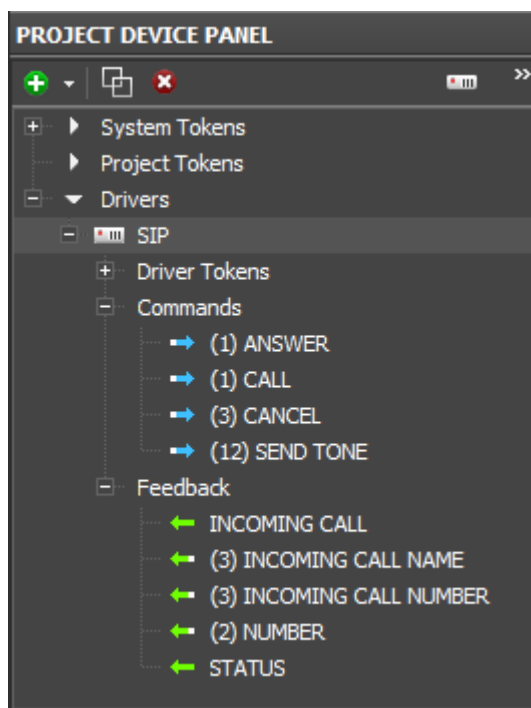 PROJECT DEVICE PANEL
System Tokens
Project Tokens
Drivers
SIP
Driver Tokens
Commands
(1) ANSWER
(1) CALL
(3) CANCEL
(12) SEND TONE
Feedback
INCOMING CALL
(3) INCOMING CALL NAME
(3) INCOMING CALL NUMBER
(2) NUMBER
STATUS